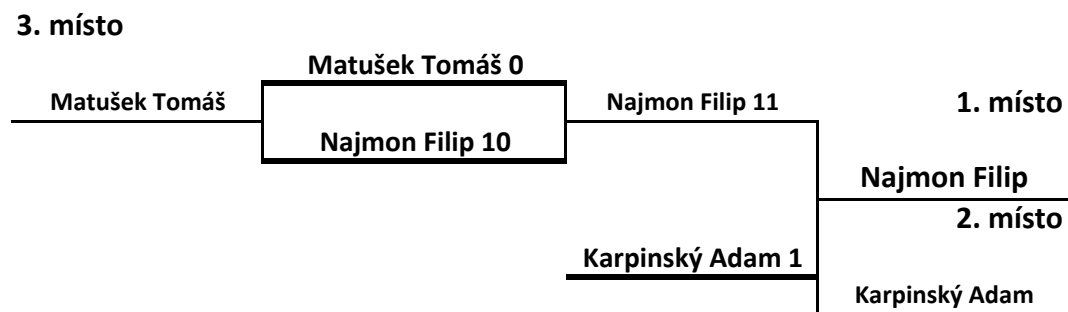 3. místo
Matušek Tomáš 0
Matušek Tomáš
Najmon Filip 11
1. místo
Najmon Filip 10
Najmon Filip
2. místo
Karpinský Adam 1
Karpinský Adam